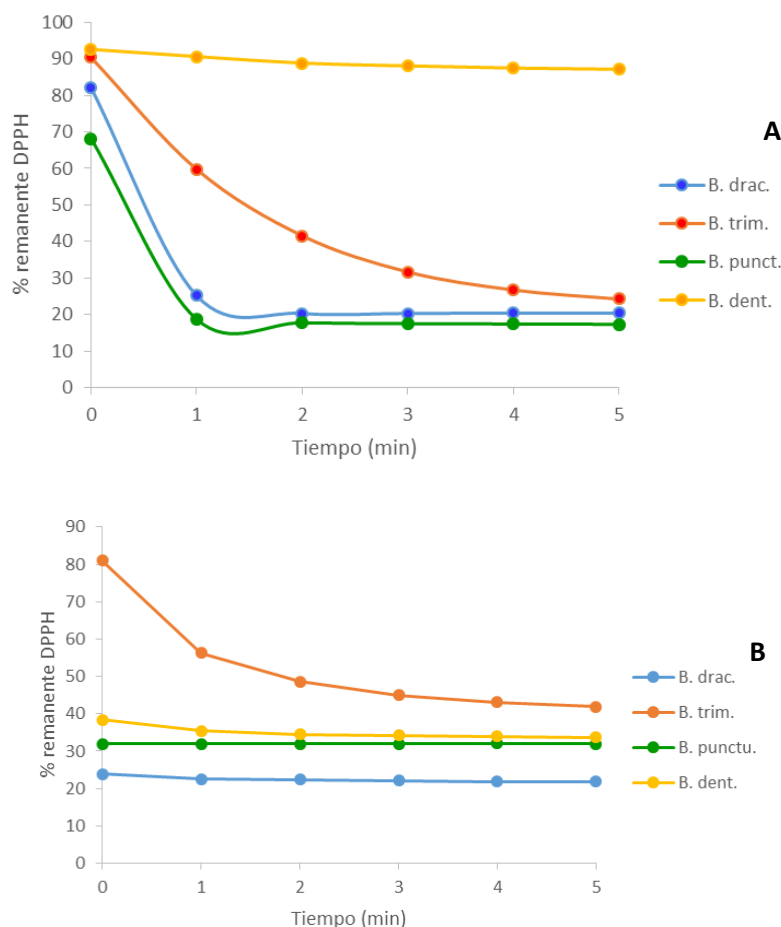 100
90
80
70
60
50
40
30
20
10
0
% remanente DPPH
0 1 2 3 4 5
Tiempo (min)
A
B. drac.
B. trim.
B. punct.
B. dent.
90
80
70
60
50
40
30
20
10
0
% remanente DPPH
0 1 2 3 4 5
Tiempo (min)
B
B. drac.
B. trim.
B. punctu.
B. dent.